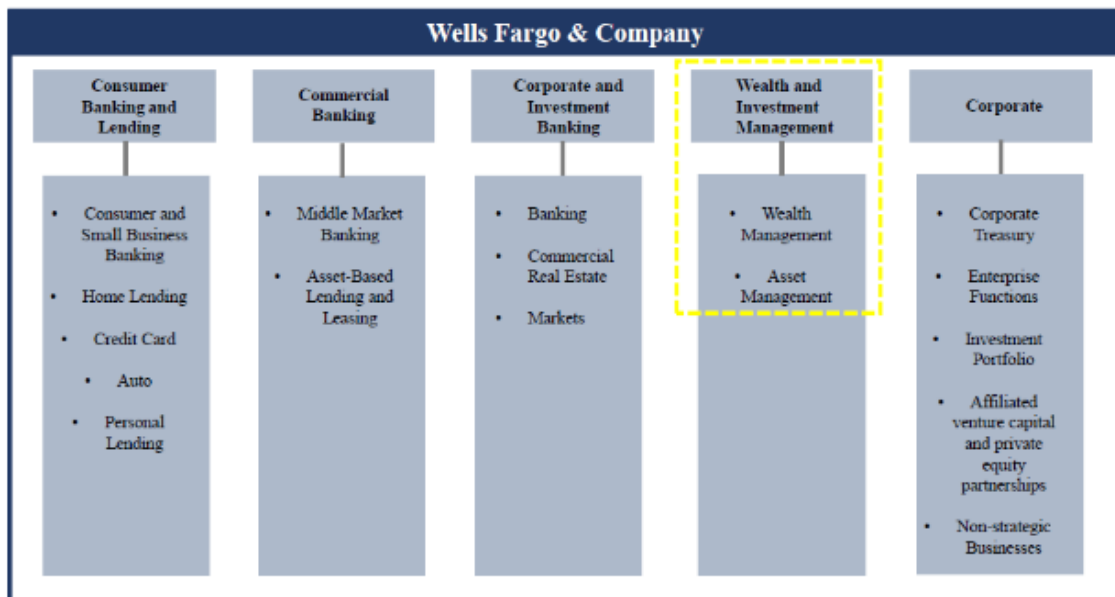 Wells Fargo & Company
Consumer
Banking and
Lending
• Consumer and
Small Business
Banking
• Home Lending
• Credit Card
• Auto
• Personal
Lending
Commercial
Banking
• Middle Market
Banking
• Asset-Based
Lending and
Leasing
Corporate and
Investment
Banking
• Banking
• Commercial
Real Estate
• Markets
Wealth and
Investment
Management
• Wealth
Management
• Asset
Management
Corporate
• Corporate
Treasury
• Enterprise
Functions
• Investment
Portfolio
• Affiliated
venture capital
and private
equity
partnerships
• Non-strategic
Businesses